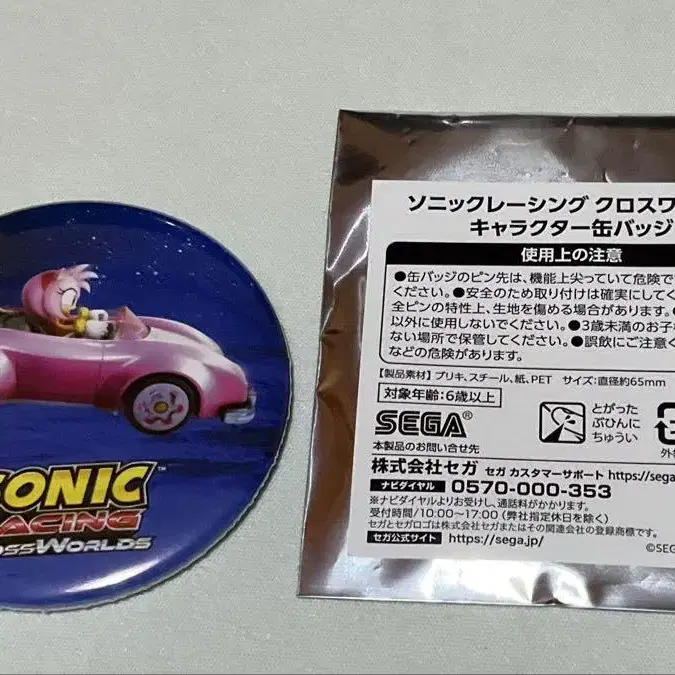 SONIC
RACING
CROSSWORLDS
™
ソニックレーシング クロスワ
キャラクター缶バッジ
使用上の注意
●缶バッジのピン先は、機能上尖っていて危険で
ください。●安全のため取り付けは確実にしてく
全ピンの特性上、生地を傷める場合があります。●
以外に使用しないでください。●3歳未満のお子
ない場所で保管してください。●誤飲にご注意く
などの危険があります。
【製品素材】ブリキ、スチール、紙、PET サイズ:直径約65mm
対象年齢:6歳以上
SEGA®
とがった
ぶひんに
ちゅうい
外
本製品のお問い合せ先
株式会社セガ セガ カスタマーサポート https://sega
ナビダイヤル 0570-000-353
※ナビダイヤルよりお受けし、通話料がかかります。
受付時間/10:00~17:00(弊社指定休日を除く)
セガとセガロゴは株式会社セガまたはその関連会社の登録商標です。
セガ公式サイト https://sega.jp/
©SEG